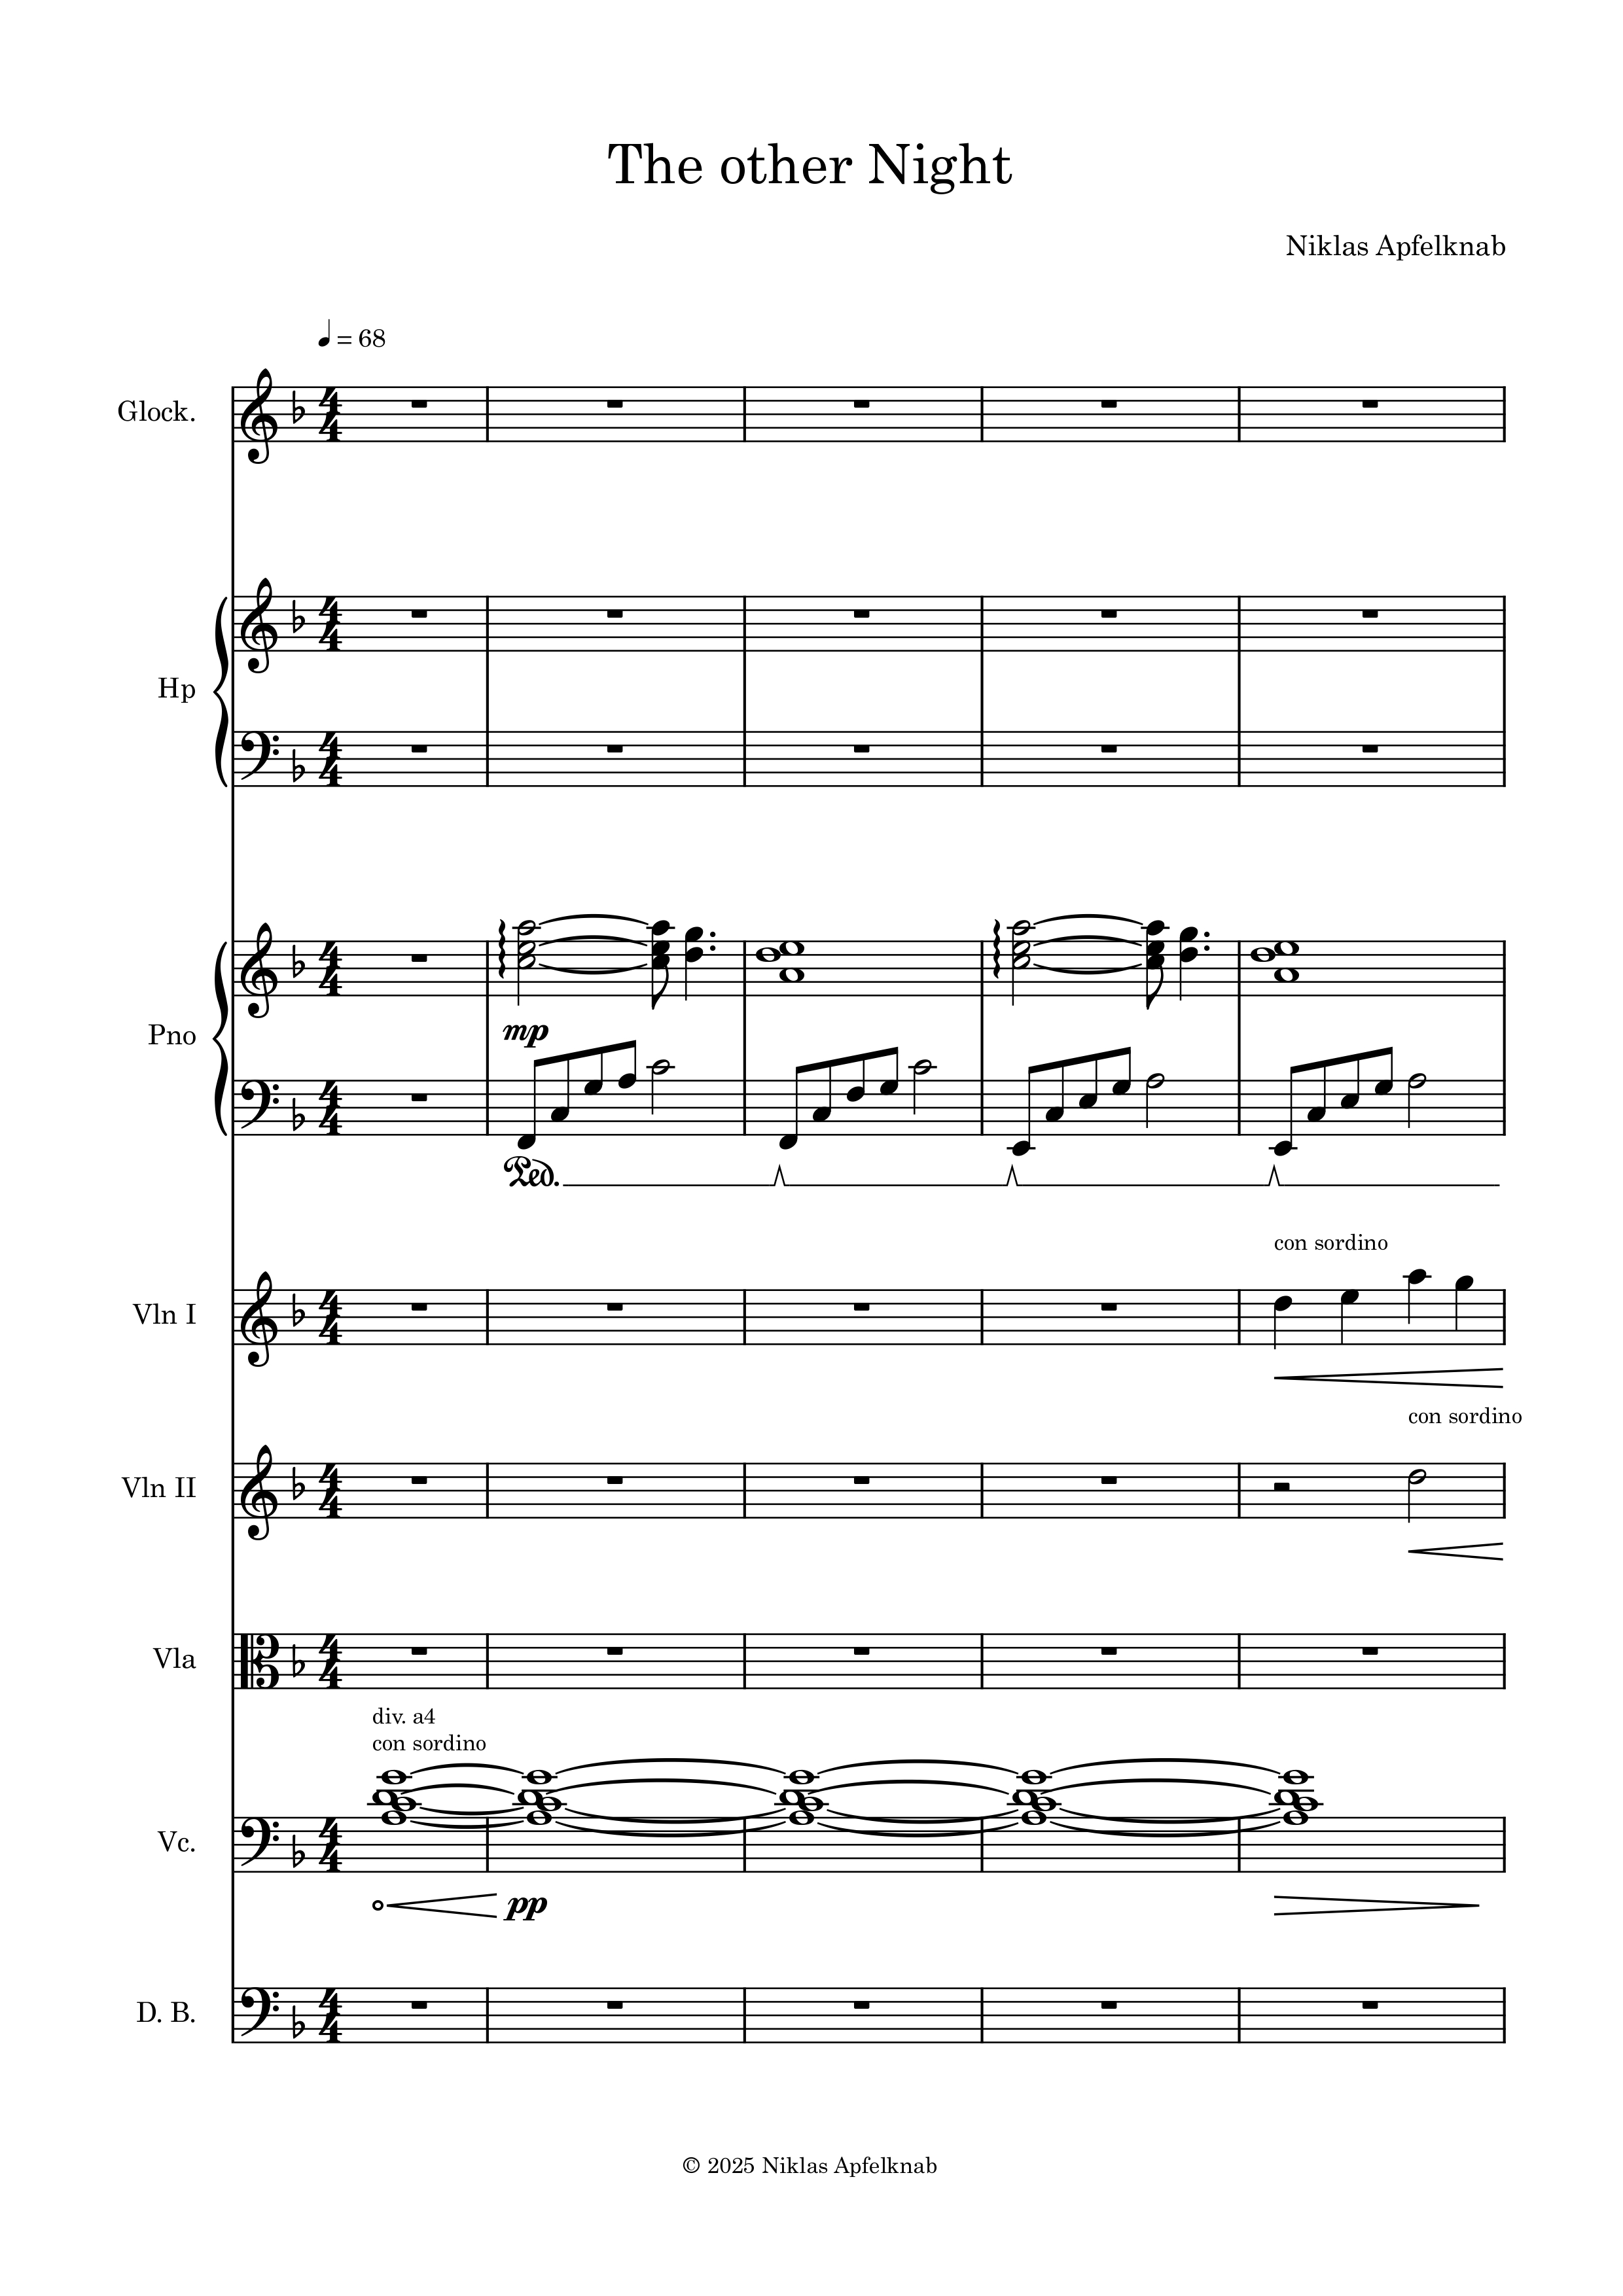 The other Night
Niklas Apfelknab
♩ = 68
Glock.
Hp
Pno
mp
Ped.
con sordino
Vln I
con sordino
Vln II
Vla
div. a4
con sordino
Vc.
pp
D. B.
© 2025 Niklas Apfelknab